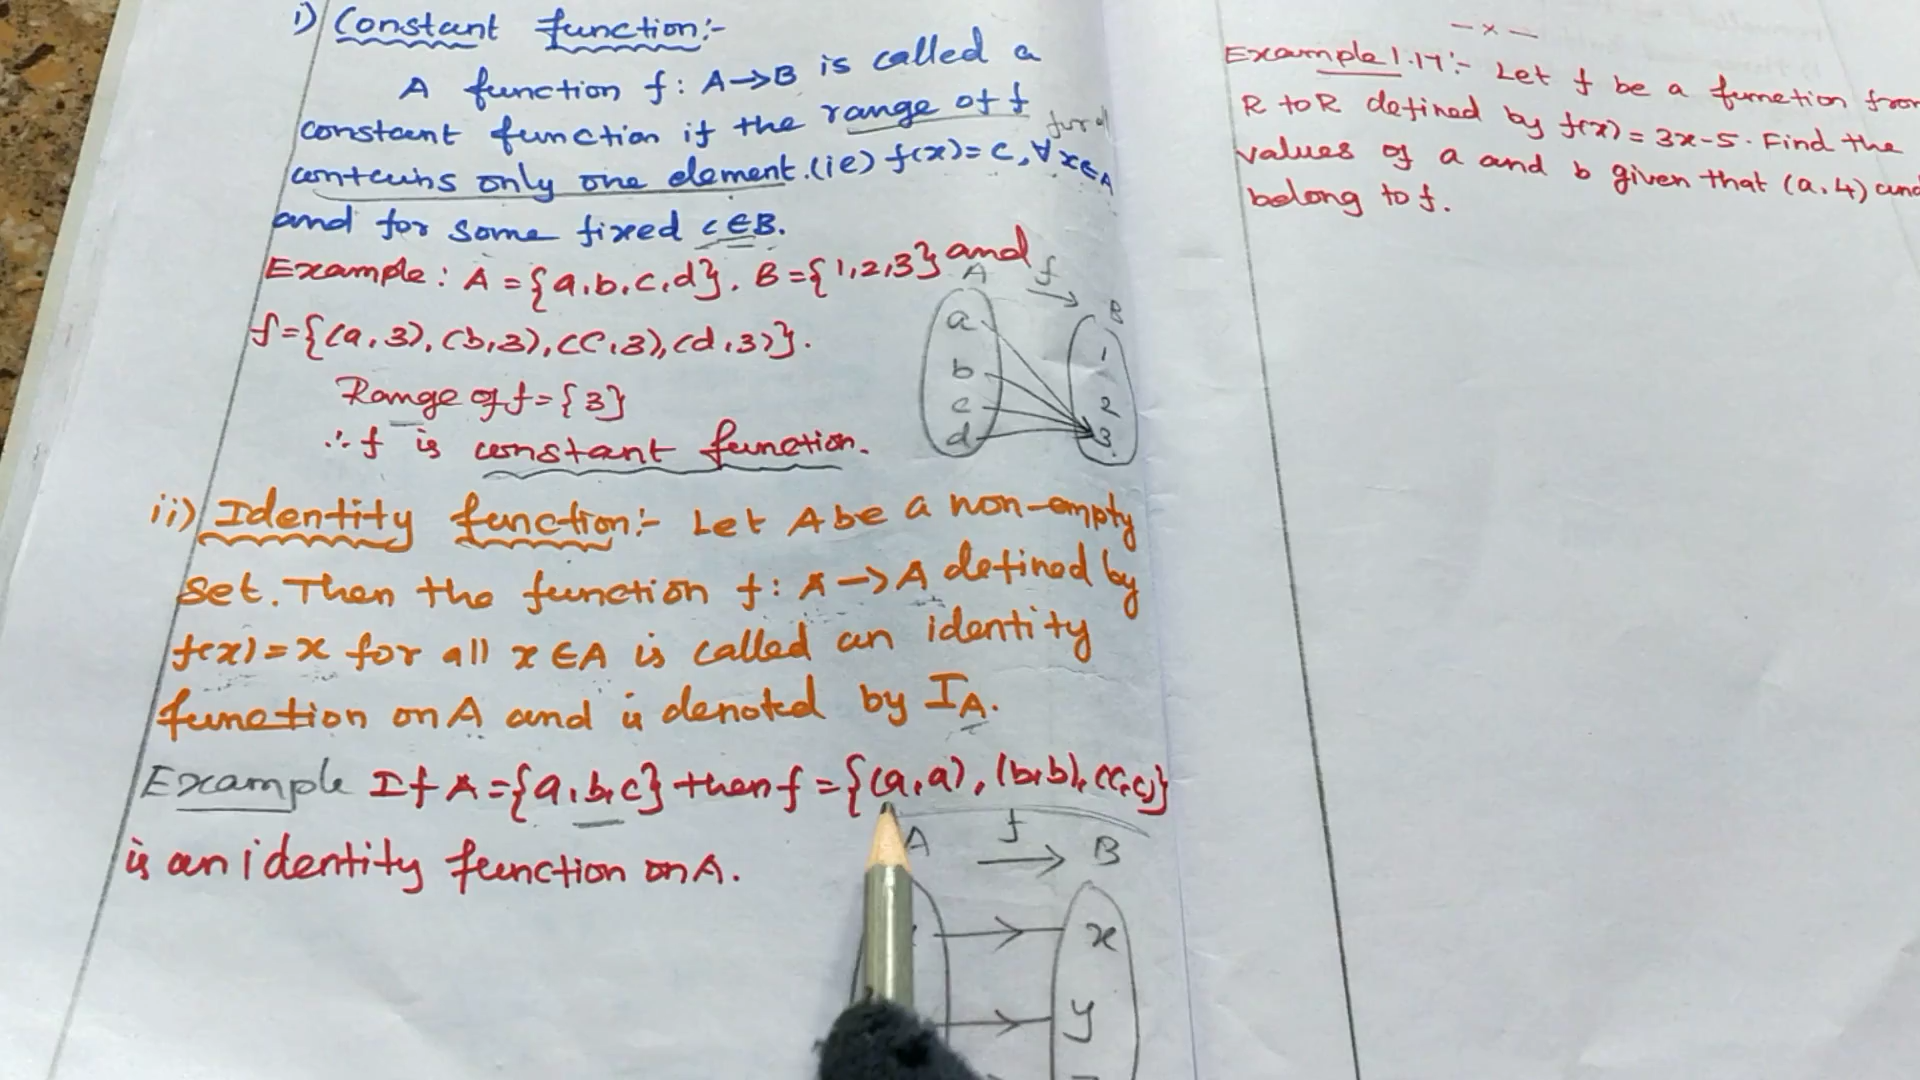 i) Constant function:-
A function f: A→B is called a
constant function if the range of f
contains only one element. (ie) f(x) = c, ∀ x∈A
and for some fixed c∈B.
Example: A = {a,b,c,d}, B = {1,2,3} and
f = {(a,3), (b,3), (c,3), (d,3)}.
Range of f = {3}
∴ f is constant function.
A f B
a
b
c
d
1
2
3
ii) Identity function:- Let A be a non-empty
set. Then the function f: A→A defined by
f(x) = x for all x∈A is called an identity
function on A and is denoted by I_A.
Example If A = {a,b,c} then f = {(a,a), (b,b), (c,c)}
is an identity function on A.
A f B
x
y
-x-
Example 1.17:- Let f be a function from
R to R defined by f(x) = 3x-5. Find the
values of a and b given that (a,4) and
belong to f.